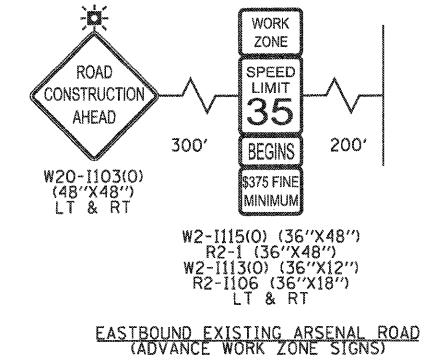 ROAD
CONSTRUCTION
AHEAD
300'
WORK
ZONE
SPEED
LIMIT
35
BEGINS
$375 FINE
MINIMUM
200'
W20-I103(O)
(48"X48")
LT & RT
W2-I115(O) (36"X48")
R2-1 (36"X48")
W2-I113(O) (36"X12")
R2-I106 (36"X18")
LT & RT
EASTBOUND EXISTING ARSENAL ROAD
(ADVANCE WORK ZONE SIGNS)